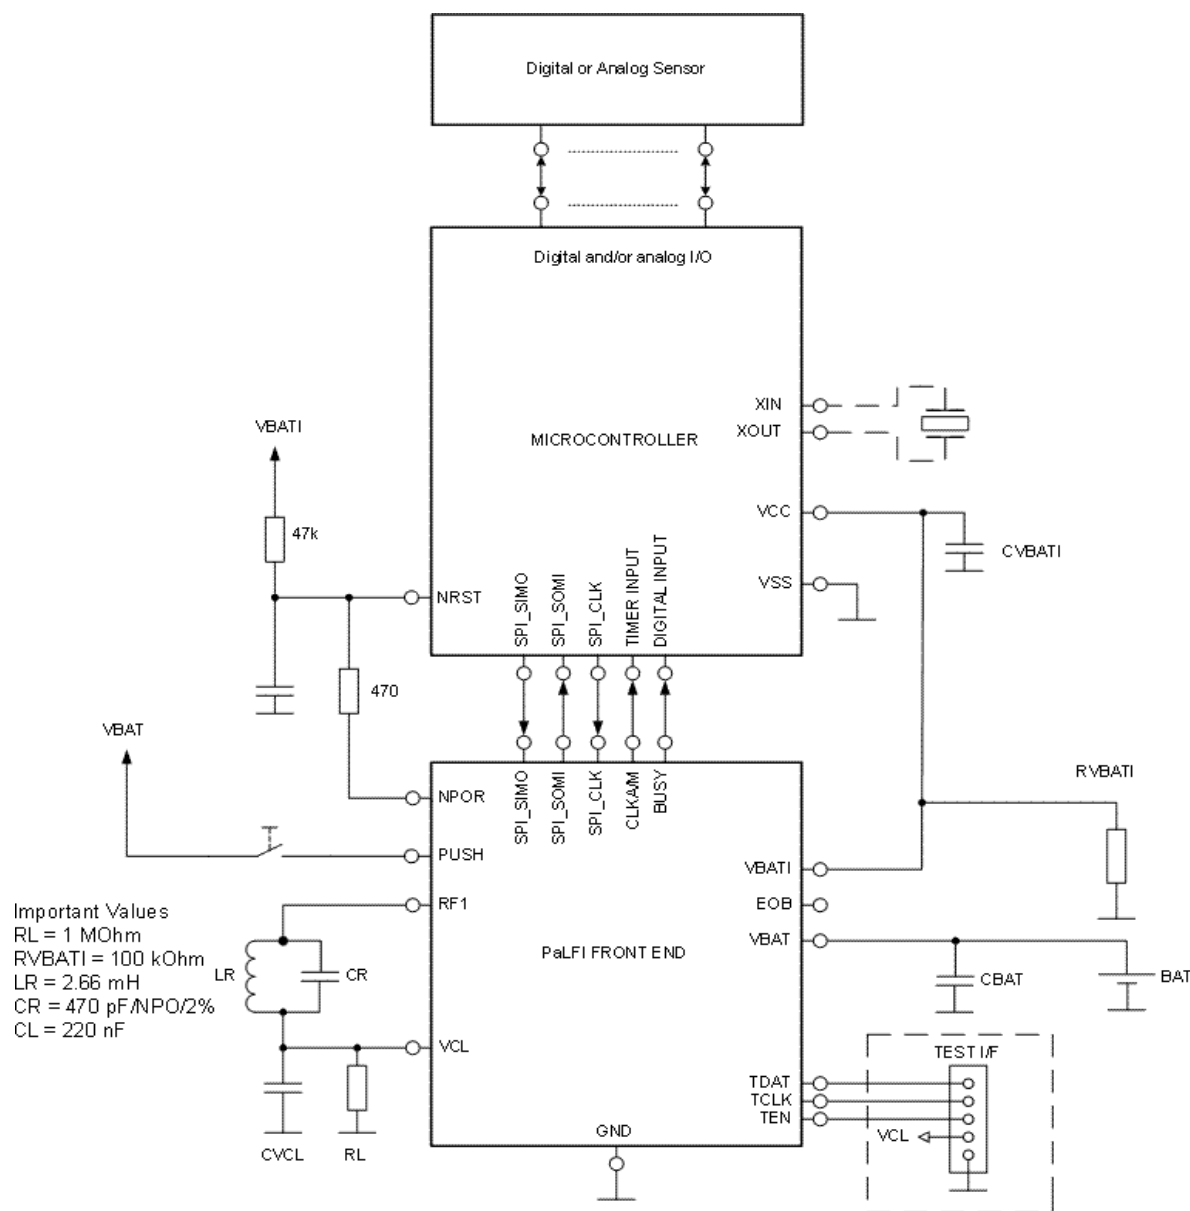 Digital or Analog Sensor
Digital and/or analog I/O
XIN
XOUT
MICROCONTROLLER
VBATI
47k
VCC
CVBATI
VSS
NRST
SPI_SIMO
SPI_SOMI
SPI_CLK
TIMER INPUT
DIGITAL INPUT
470
VBAT
NPOR
SPI_SIMO
SPI_SOMI
SPI_CLK
CLKA/M
BUSY
RVBATI
PUSH
VBATI
RF1
EOB
VBAT
PaLFI FRONT END
Important Values
RL = 1 MOhm
RVBATI = 100 kOhm
LR = 2.66 mH
CR = 470 pF/NPO/2%
CL = 220 nF
LR
CR
CBAT
BAT
VCL
TEST I/F
TDAT
TCLK
TEN
VCL
GND
CVCL
RL